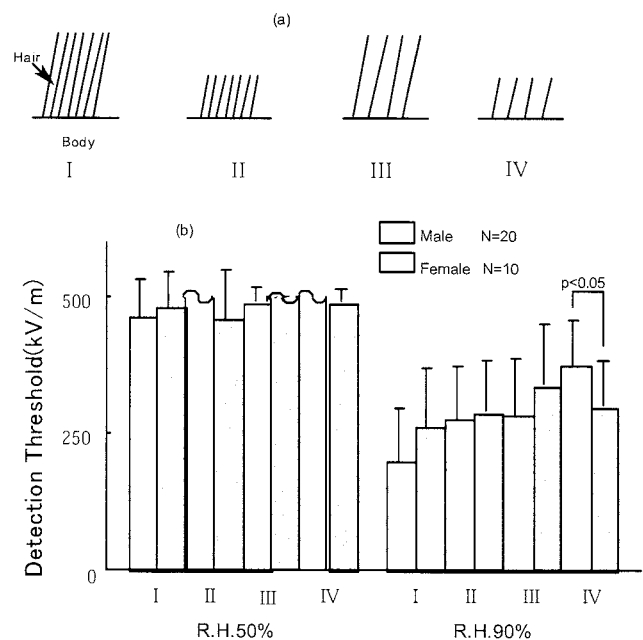 (a)
Hair
Body
I II III IV
(b)
Male N=20
Female N=10
p<0.05
Detection Threshold(kV/m)
500
250
0
I II III IV I II III IV
R.H.50% R.H.90%